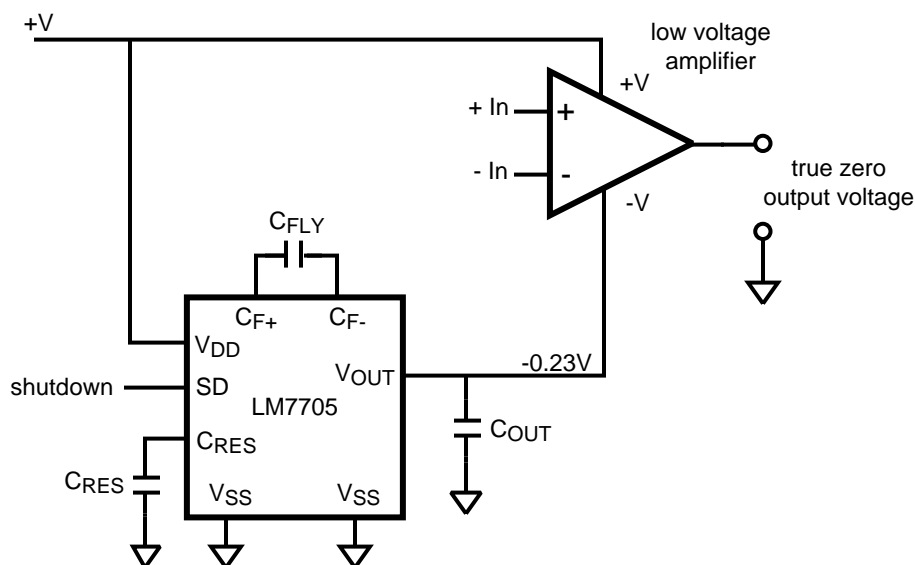 +V
low voltage
amplifier
+V
+ In
+
- In
-
-V
true zero
output voltage
CFLY
CF+
CF-
VDD
shutdown
SD
VOUT
-0.23V
LM7705
CRES
COUT
CRES
VSS
VSS